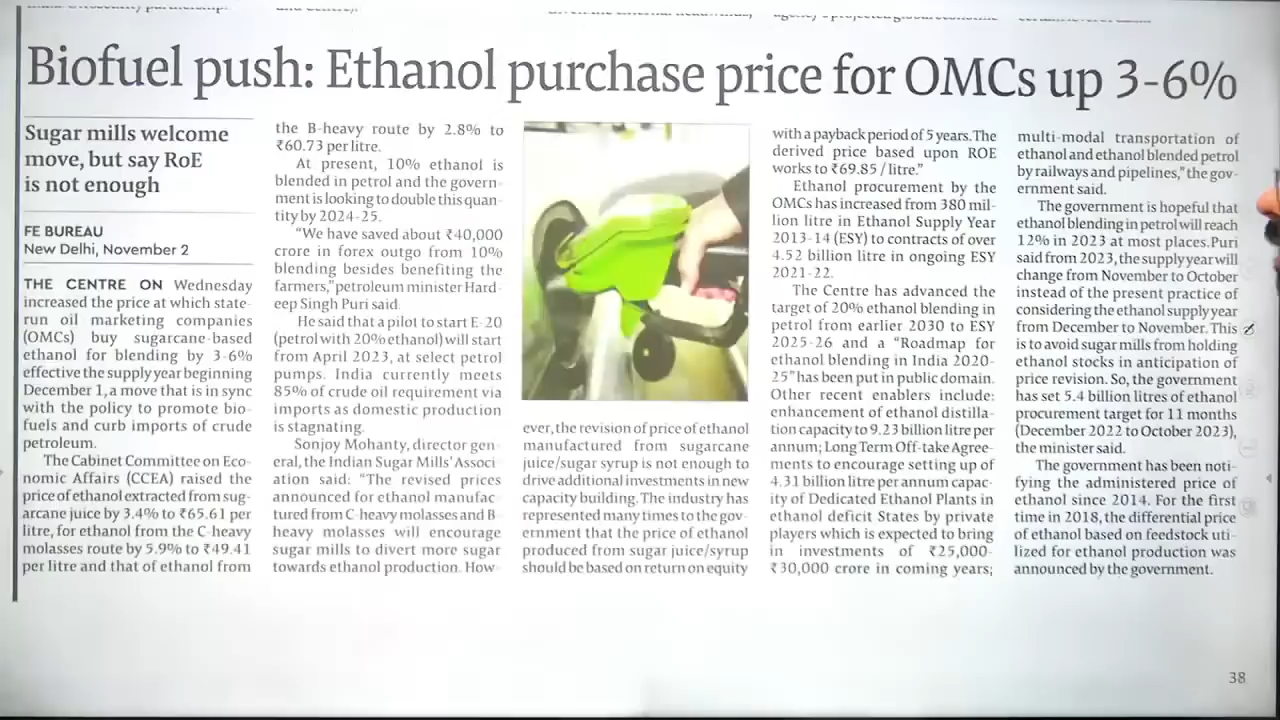 Biofuel push: Ethanol purchase price for OMCs up 3-6%
Sugar mills welcome
move, but say RoE
is not enough
FE BUREAU
New Delhi, November 2
THE CENTRE ON Wednesday
increased the price at which state-
run oil marketing companies
(OMCs) buy sugarcane-based
ethanol for blending by 3-6%
effective the supply year beginning
December 1, a move that is in sync
with the policy to promote bio-
fuels and curb imports of crude
petroleum.
The Cabinet Committee on Eco-
nomic Affairs (CCEA) raised the
price of ethanol extracted from sug-
arcane juice by 3.4% to ₹65.61 per
litre, for ethanol from the C-heavy
molasses route by 5.9% to ₹49.41
per litre and that of ethanol from
the B-heavy route by 2.8% to
₹60.73 per litre.
At present, 10% ethanol is
blended in petrol and the govern-
ment is looking to double this quan-
tity by 2024-25.
"We have saved about ₹40,000
crore in forex outgo from 10%
blending besides benefiting the
farmers," petroleum minister Hard-
eep Singh Puri said.
He said that a pilot to start E-20
(petrol with 20% ethanol) will start
from April 2023, at select petrol
pumps. India currently meets
85% of crude oil requirement via
imports as domestic production
is stagnating.
Sonjoy Mohanty, director gen-
eral, the Indian Sugar Mills' Associ-
ation said: "The revised prices
announced for ethanol manufac-
tured from C-heavy molasses and B-
heavy molasses will encourage
sugar mills to divert more sugar
towards ethanol production. How-
ever, the revision of price of ethanol
manufactured from sugarcane
juice/sugar syrup is not enough to
drive additional investments in new
capacity building. The industry has
represented many times to the gov-
ernment that the price of ethanol
produced from sugar juice/syrup
should be based on return on equity
with a payback period of 5 years. The
derived price based upon ROE
works to ₹69.85 / litre."
Ethanol procurement by the
OMCs has increased from 380 mil-
lion litre in Ethanol Supply Year
2013-14 (ESY) to contracts of over
4.52 billion litre in ongoing ESY
2021-22.
The Centre has advanced the
target of 20% ethanol blending in
petrol from earlier 2030 to ESY
2025-26 and a "Roadmap for
ethanol blending in India 2020-
25" has been put in public domain.
Other recent enablers include:
enhancement of ethanol distilla-
tion capacity to 9.23 billion litre per
annum; Long Term Off-take Agree-
ments to encourage setting up of
4.31 billion litre per annum capac-
ity of Dedicated Ethanol Plants in
ethanol deficit States by private
players which is expected to bring
in investments of ₹25,000-
₹30,000 crore in coming years;
multi-modal transportation of
ethanol and ethanol blended petrol
by railways and pipelines," the gov-
ernment said.
The government is hopeful that
ethanol blending in petrol will reach
12% in 2023 at most places. Puri
said from 2023, the supply year will
change from November to October
instead of the present practice of
considering the ethanol supply year
from December to November. This
is to avoid sugar mills from holding
ethanol stocks in anticipation of
price revision. So, the government
has set 5.4 billion litres of ethanol
procurement target for 11 months
(December 2022 to October 2023),
the minister said.
The government has been noti-
fying the administered price of
ethanol since 2014. For the first
time in 2018, the differential price
of ethanol based on feedstock uti-
lized for ethanol production was
announced by the government.
38